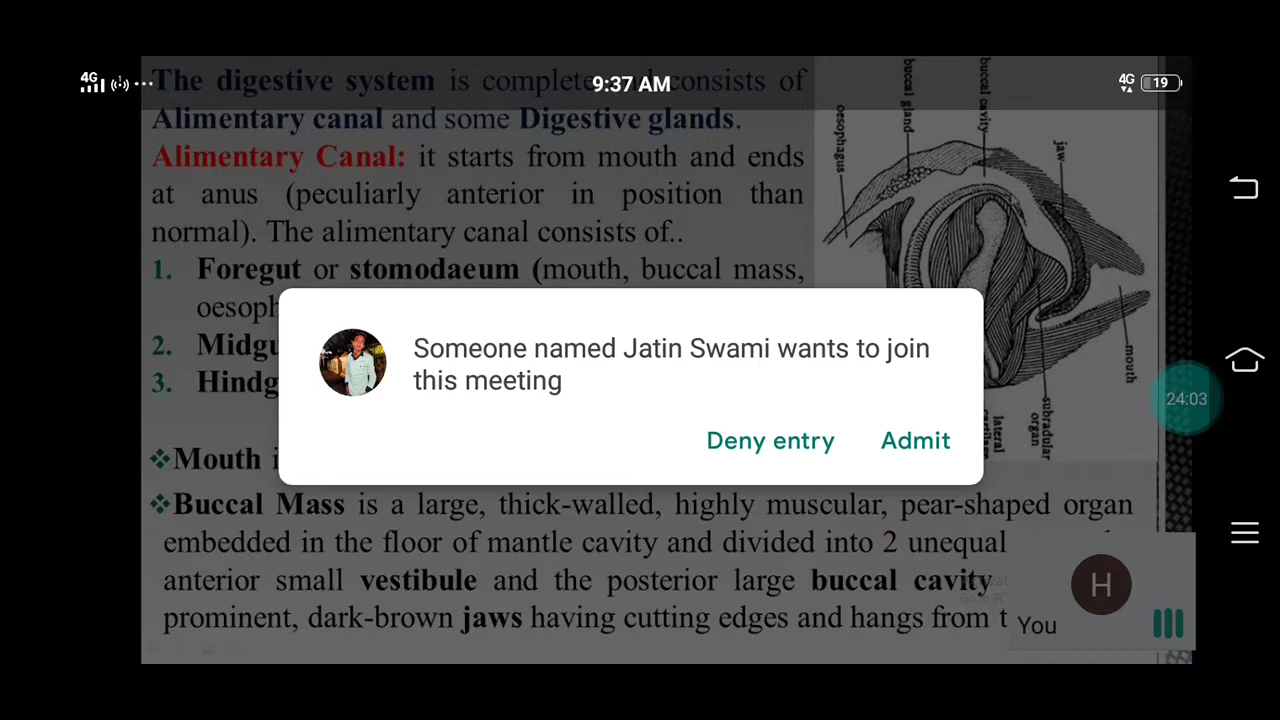 4G
9:37 AM
4G
19
The digestive system is complete consists of
Alimentary canal and some Digestive glands.
Alimentary Canal: it starts from mouth and ends
at anus (peculiarly anterior in position than
normal). The alimentary canal consists of..
1. Foregut or stomodaeum (mouth, buccal mass,
2.
3.
oesophagus
buccal gland
buccal cavity
jaw
mouth
subradular
organ
lateral
Someone named Jatin Swami wants to join
this meeting
Deny entry
Admit
24:03
❖Mouth
❖Buccal Mass is a large, thick-walled, highly muscular, pear-shaped organ
embedded in the floor of mantle cavity and divided into 2 unequal
anterior small vestibule and the posterior large buccal cavity
prominent, dark-brown jaws having cutting edges and hangs from
H
You